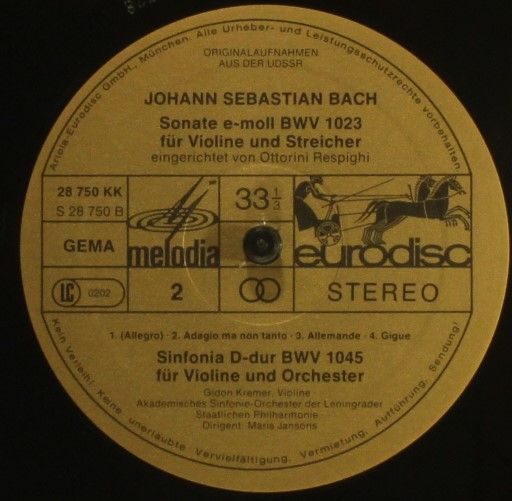 Ariola-Eurodisc GmbH., München. Alle Urheber- und Leistungsschutzrechte vorbehalten
ORIGINALAUFNAHMEN
AUS DER UDSSR
JOHANN SEBASTIAN BACH
Sonate e-moll BWV 1023
für Violine und Streicher
eingerichtet von Ottorini Respighi
28 750 KK
S 28 750 B
GEMA
LC 0202
melodia
2
33 1/3
eurodisc
STEREO
1. (Allegro) · 2. Adagio ma non tanto · 3. Allemande · 4. Gigue
Sinfonia D-dur BWV 1045
für Violine und Orchester
Gidon Kremer, Violine
Akademisches Sinfonie-Orchester der Leningrader
Staatlichen Philharmonie
Dirigent: Maris Jansons
Kein Verleih! Keine unerlaubte Vervielfältigung, Vermietung, Aufführung, Sendung!